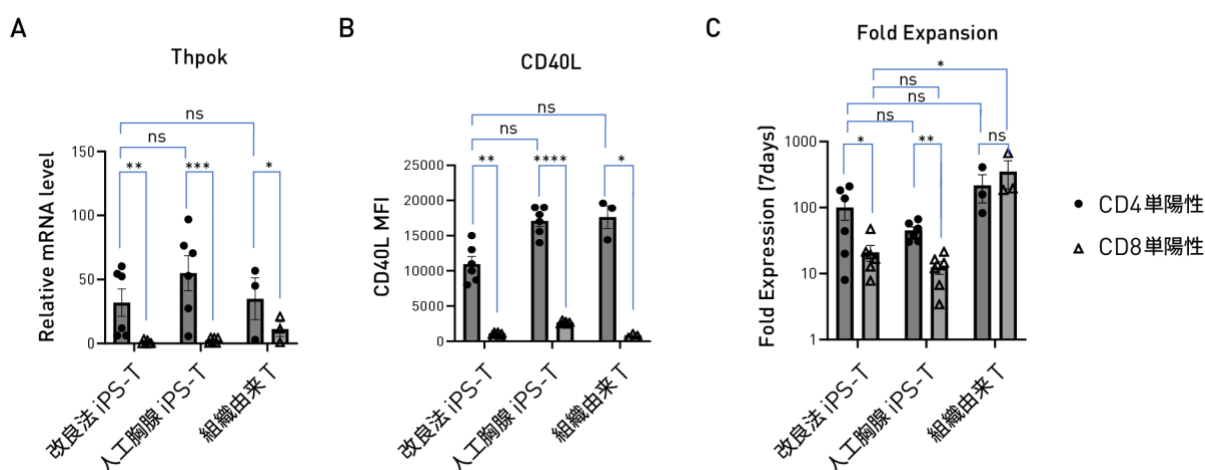 A
Thpok
ns
ns
**
***
*
Relative mRNA level
150
100
50
0
改良法 iPS-T
人工胸腺 iPS-T
組織由来 T
B
CD40L
ns
ns
**
****
*
CD40L MFI
25000
20000
15000
10000
5000
0
改良法 iPS-T
人工胸腺 iPS-T
組織由来 T
C
Fold Expansion
*
ns
ns
ns
*
**
ns
Fold Expression (7days)
1000
100
10
1
改良法 iPS-T
人工胸腺 iPS-T
組織由来 T
CD4単陽性
CD8単陽性